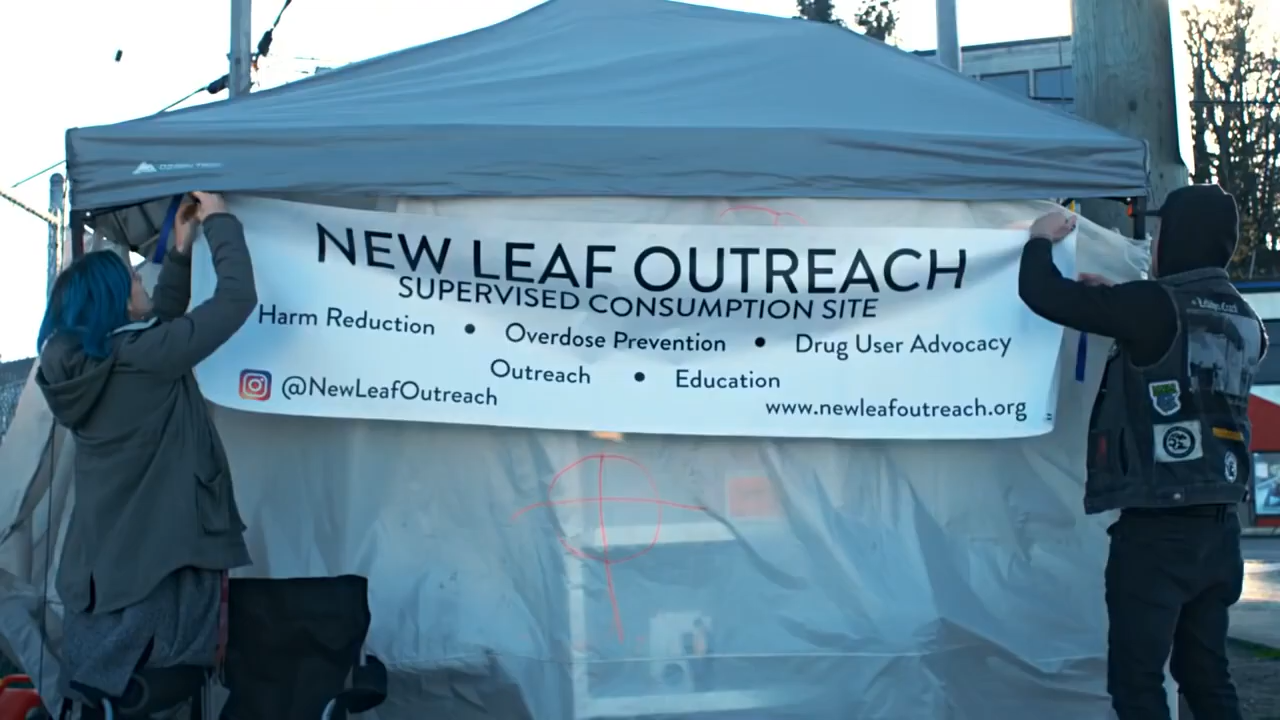 NEW LEAF OUTREACH
SUPERVISED CONSUMPTION SITE
Harm Reduction • Overdose Prevention • Drug User Advocacy
Outreach • Education
@NewLeafOutreach
www.newleafoutreach.org